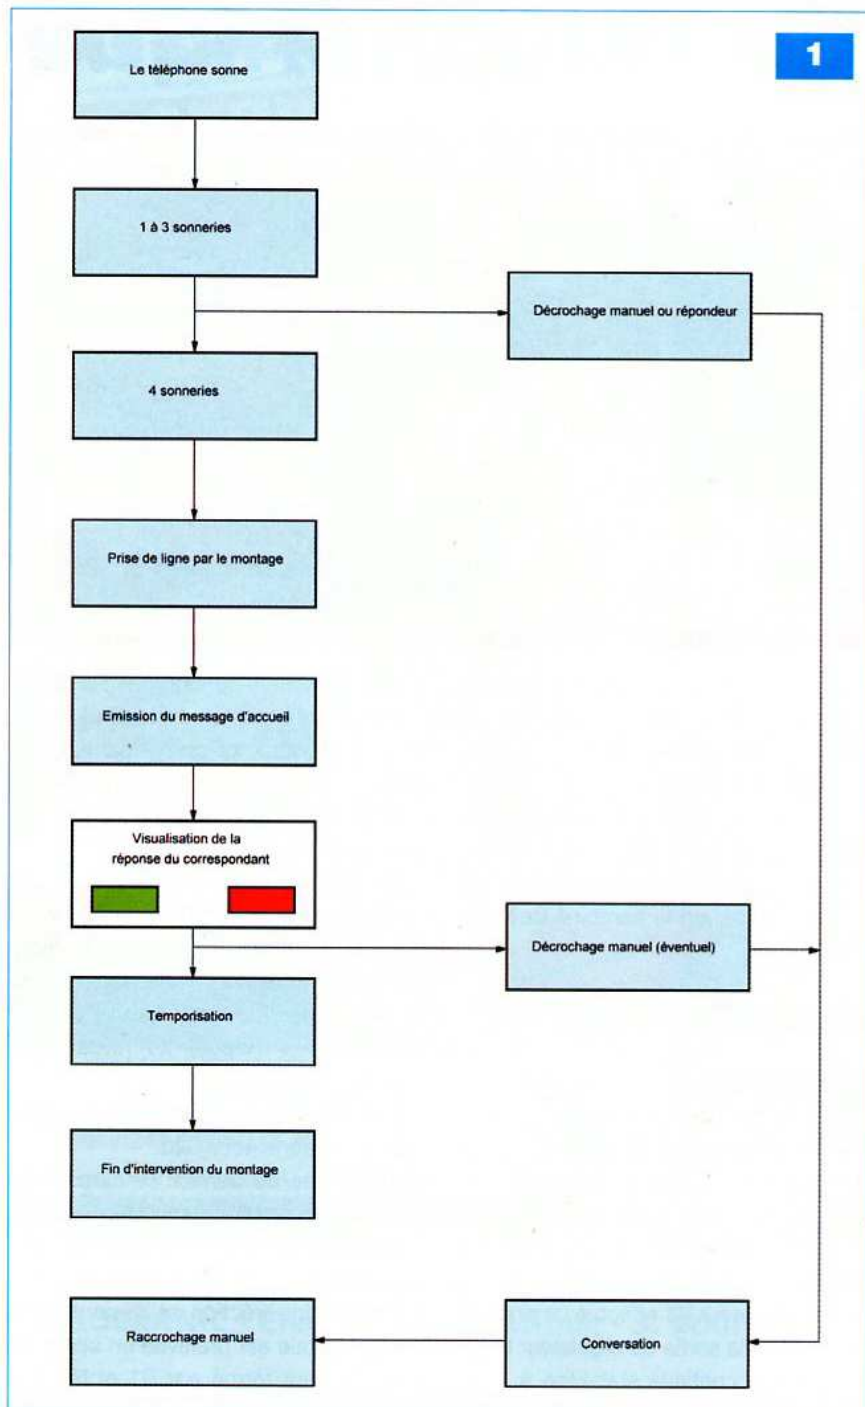 1
Le téléphone sonne
1 à 3 sonneries
Décrochage manuel ou répondeur
4 sonneries
Prise de ligne par le montage
Emission du message d'accueil
Visualisation de la
réponse du correspondant
Décrochage manuel (éventuel)
Temporisation
Fin d'intervention du montage
Raccrochage manuel
Conversation